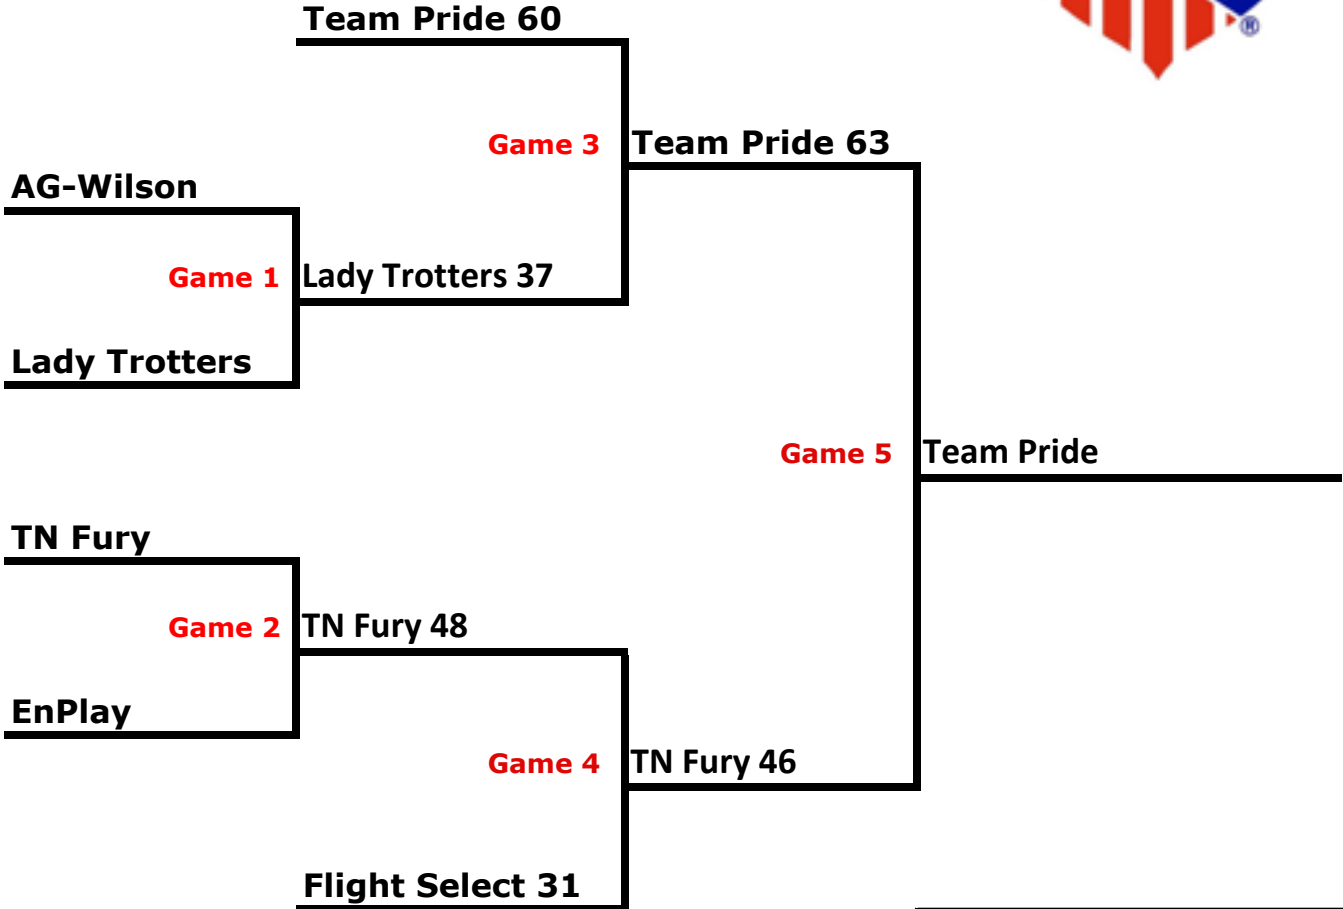 Team Pride 60
®
Game 3
Team Pride 63
AG-Wilson
Game 1
Lady Trotters 37
Lady Trotters
Game 5
Team Pride
TN Fury
Game 2
TN Fury 48
EnPlay
Game 4
TN Fury 46
Flight Select 31